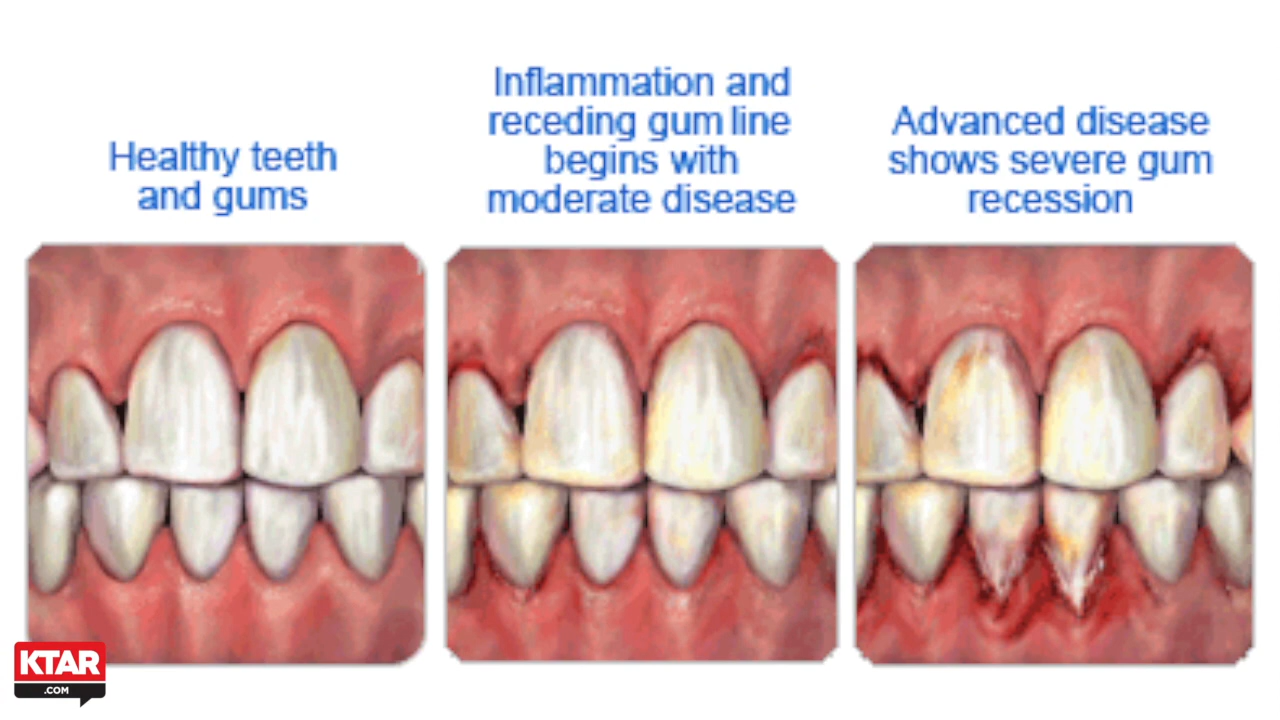 Healthy teeth
and gums
Inflammation and
receding gum line
begins with
moderate disease
Advanced disease
shows severe gum
recession
KTAR
.COM